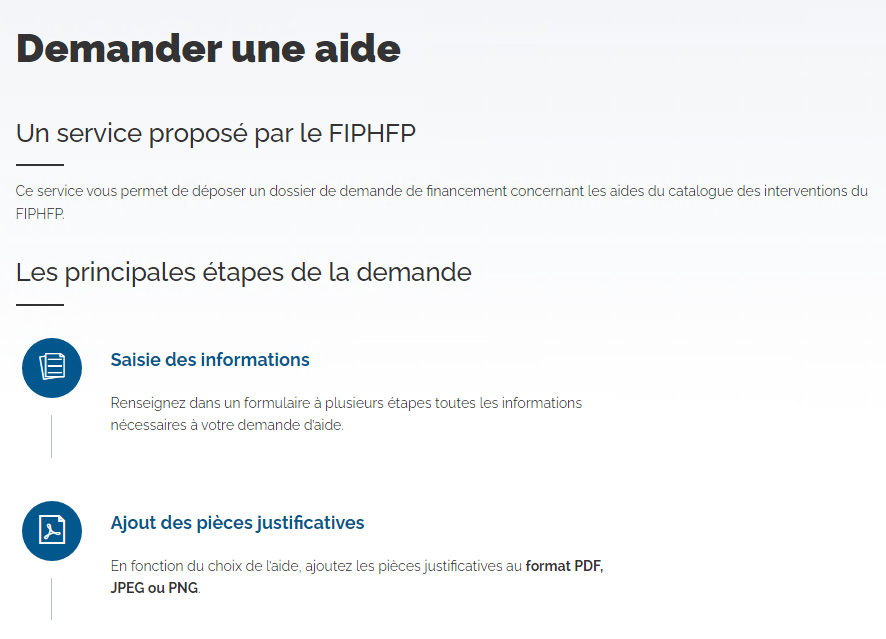 Demander une aide
Un service proposé par le FIPHFP
Ce service vous permet de déposer un dossier de demande de financement concernant les aides du catalogue des interventions du
FIPHFP.
Les principales étapes de la demande
Saisie des informations
Renseignez dans un formulaire à plusieurs étapes toutes les informations
nécessaires à votre demande d'aide.
Ajout des pièces justificatives
En fonction du choix de l'aide, ajoutez les pièces justificatives au format PDF,
JPEG ou PNG.